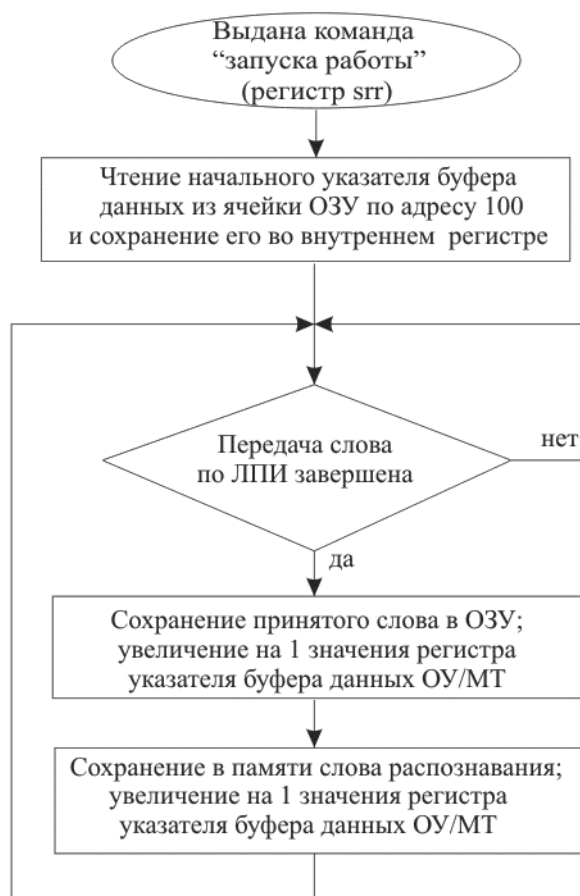 Выдана команда
“запуска работы”
(регистр srr)
Чтение начального указателя буфера
данных из ячейки ОЗУ по адресу 100
и сохранение его во внутреннем регистре
Передача слова
по ЛПИ завершена
нет
да
Сохранение принятого слова в ОЗУ;
увеличение на 1 значения регистра
указателя буфера данных ОУ/МТ
Сохранение в памяти слова распознавания;
увеличение на 1 значения регистра
указателя буфера данных ОУ/МТ